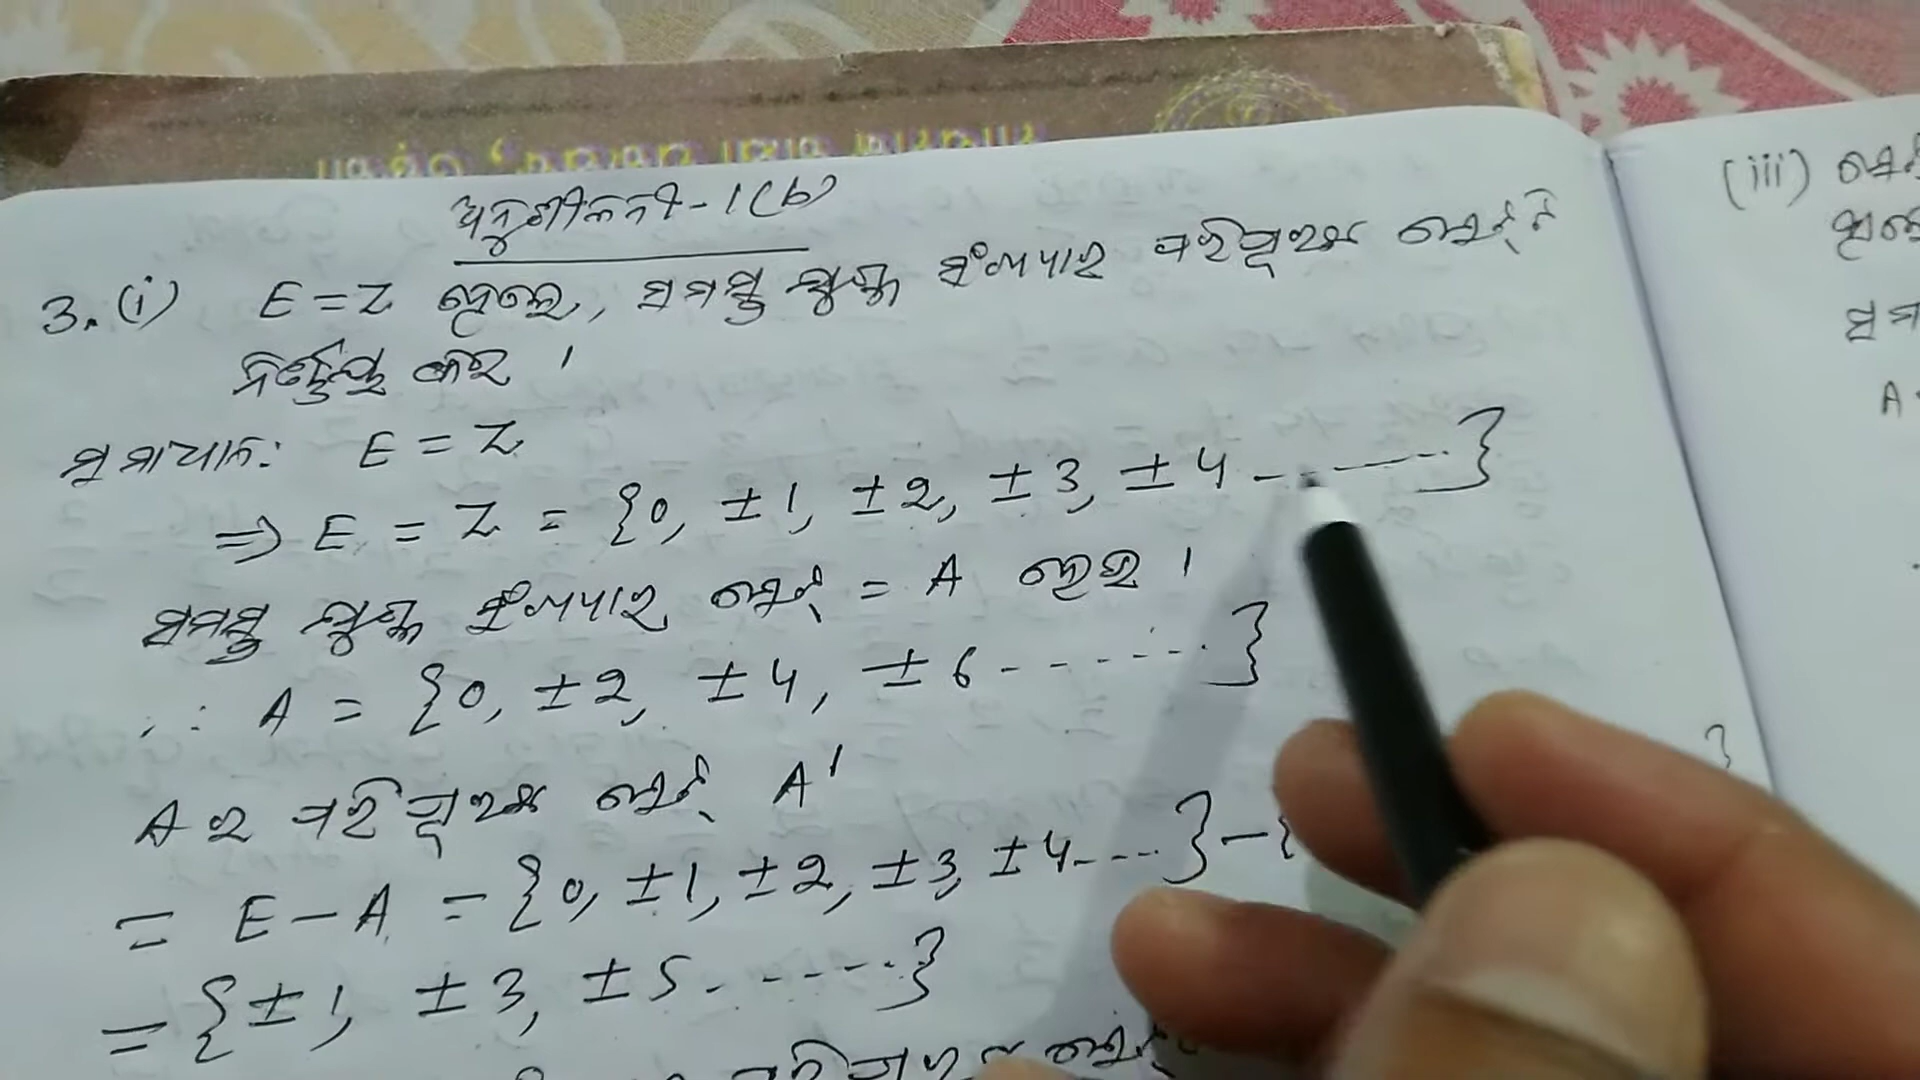 ଅନୁଶୀଳନୀ-1(b)
3. (i) E = Z ହେଲେ, ସମସ୍ତ ଯୁଗ୍ମ ସଂଖ୍ୟାର ପରିପୂରକ ସେଟ୍
ନିର୍ଣ୍ଣୟ କର ।
ସମାଧାନ: E = Z
⇒ E = Z = {0, ±1, ±2, ±3, ±4 ------}
ସମସ୍ତ ଯୁଗ୍ମ ସଂଖ୍ୟାର ସେଟ୍ = A ହେଉ ।
∴ A = {0, ±2, ±4, ±6 ------}
A ର ପରିପୂରକ ସେଟ୍ A'
= E - A = {0, ±1, ±2, ±3, ±4----} - {
= {±1, ±3, ±5 ------}
(iii)
A